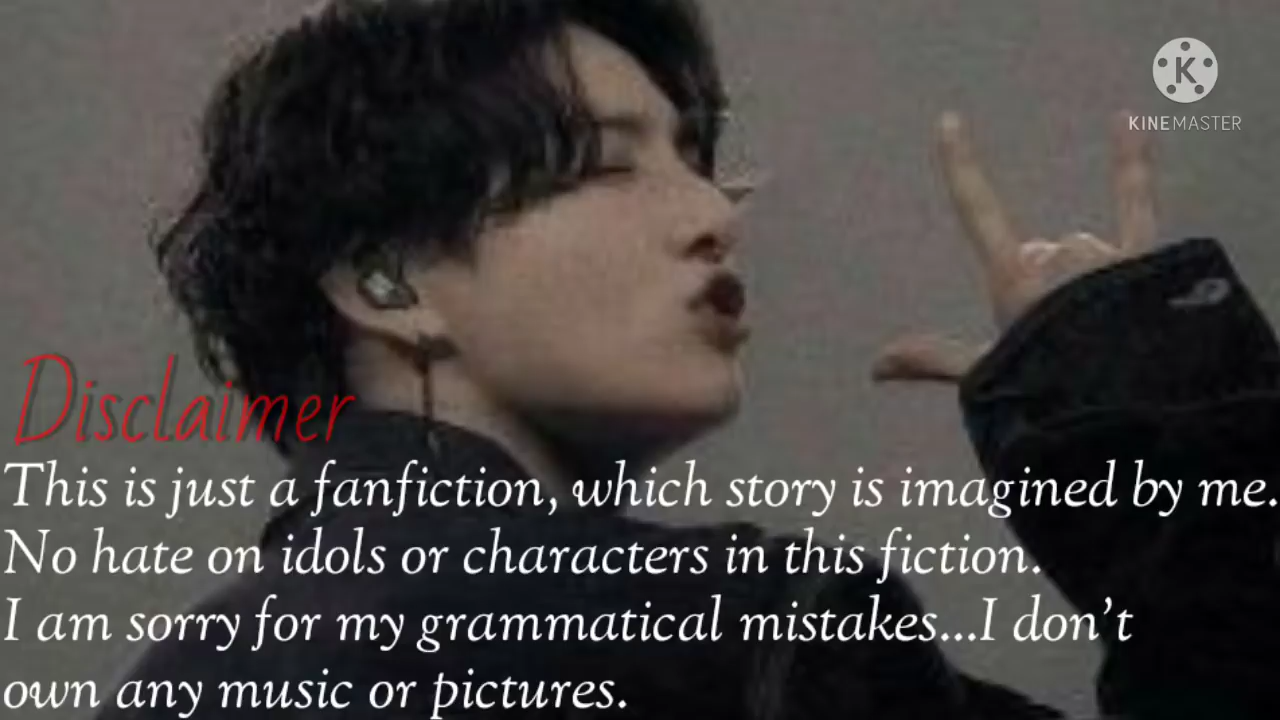 KINEMASTER
Disclaimer
This is just a fanfiction, which story is imagined by me.
No hate on idols or characters in this fiction.
I am sorry for my grammatical mistakes...I don't
own any music or pictures.